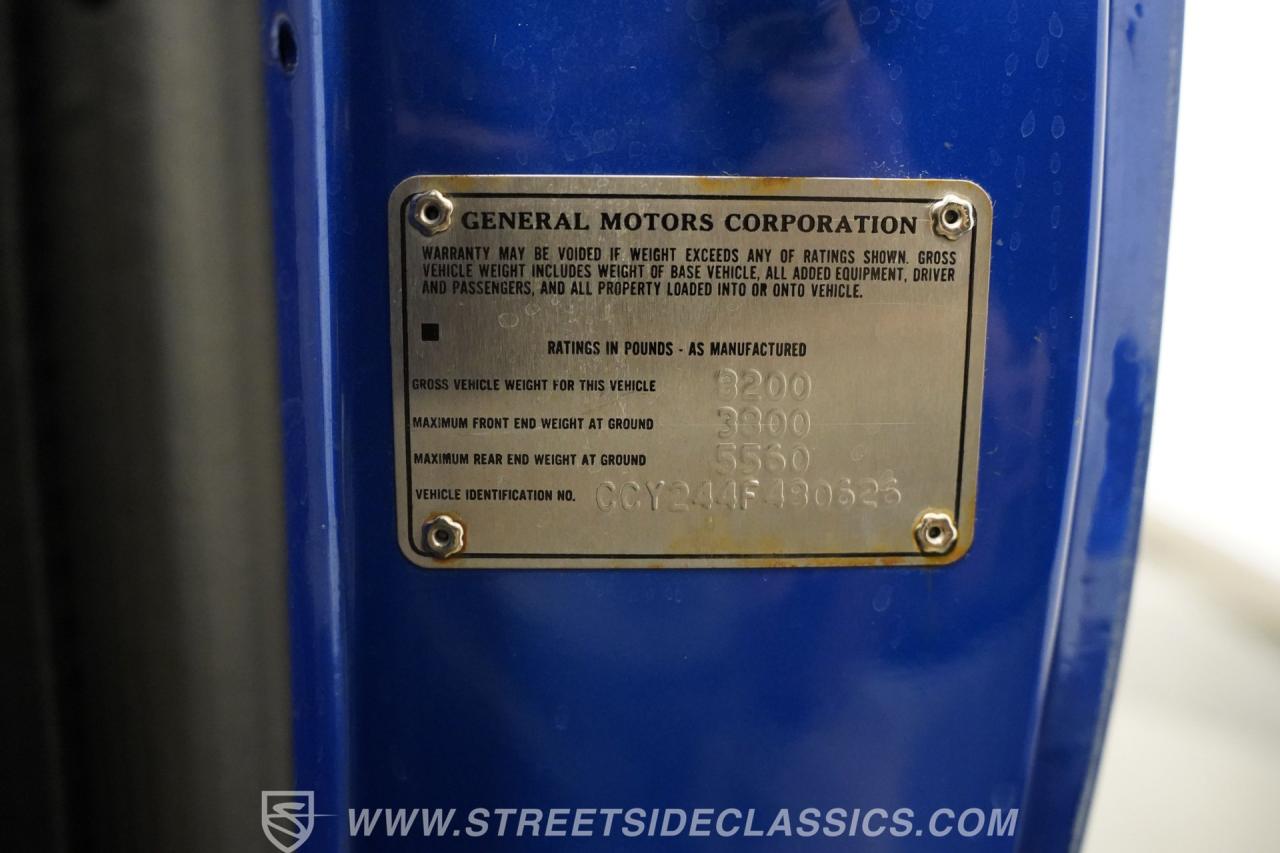 GENERAL MOTORS CORPORATION
WARRANTY MAY BE VOIDED IF WEIGHT EXCEEDS ANY OF RATINGS SHOWN. GROSS
VEHICLE WEIGHT INCLUDES WEIGHT OF BASE VEHICLE, ALL ADDED EQUIPMENT, DRIVER
AND PASSENGERS, AND ALL PROPERTY LOADED INTO OR ONTO VEHICLE.
RATINGS IN POUNDS - AS MANUFACTURED
GROSS VEHICLE WEIGHT FOR THIS VEHICLE 8200
MAXIMUM FRONT END WEIGHT AT GROUND 3800
MAXIMUM REAR END WEIGHT AT GROUND 5560
VEHICLE IDENTIFICATION NO. CCY244F480626
WWW.STREETSIDECLASSICS.COM